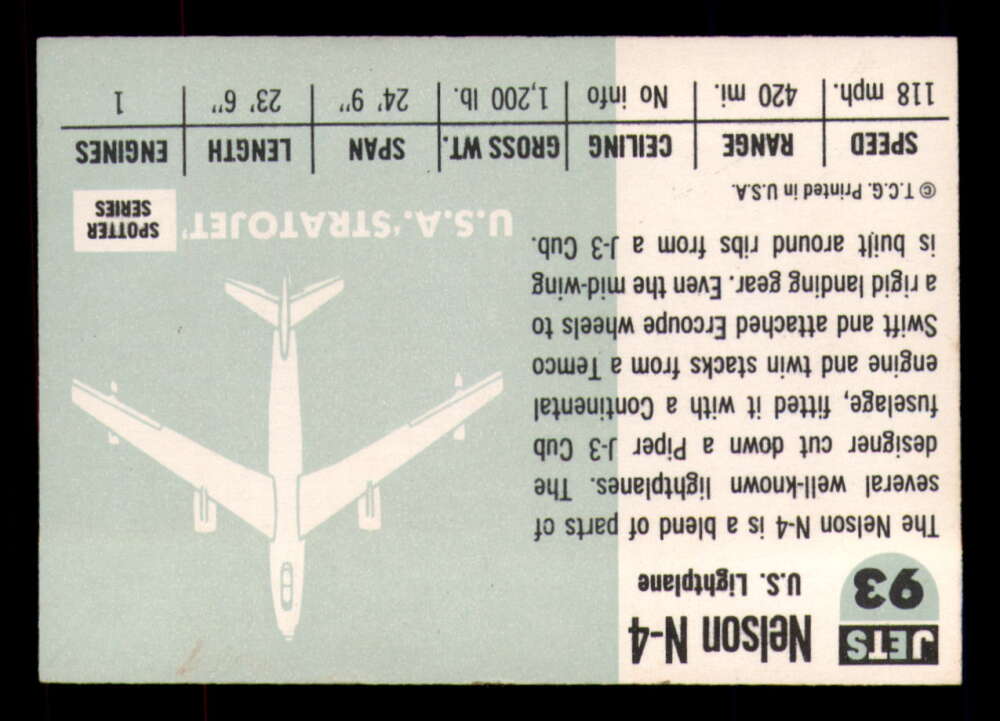 JETS
93
Nelson N-4
U.S. Lightplane
The Nelson N-4 is a blend of parts of
several well-known lightplanes. The
designer cut down a Piper J-3 Cub
fuselage, fitted it with a Continental
engine and twin stacks from a Temco
Swift and attached Ercoupe wheels to
a rigid landing gear. Even the mid-wing
is built around ribs from a J-3 Cub.
© T.C.G. Printed in U.S.A.
U.S.A. 'STRATOJET'
SPOTTER
SERIES
SPEED RANGE CEILING GROSS WT. SPAN LENGTH ENGINES
118 mph. 420 mi. No info 1,200 lb. 24' 9" 23' 6" 1